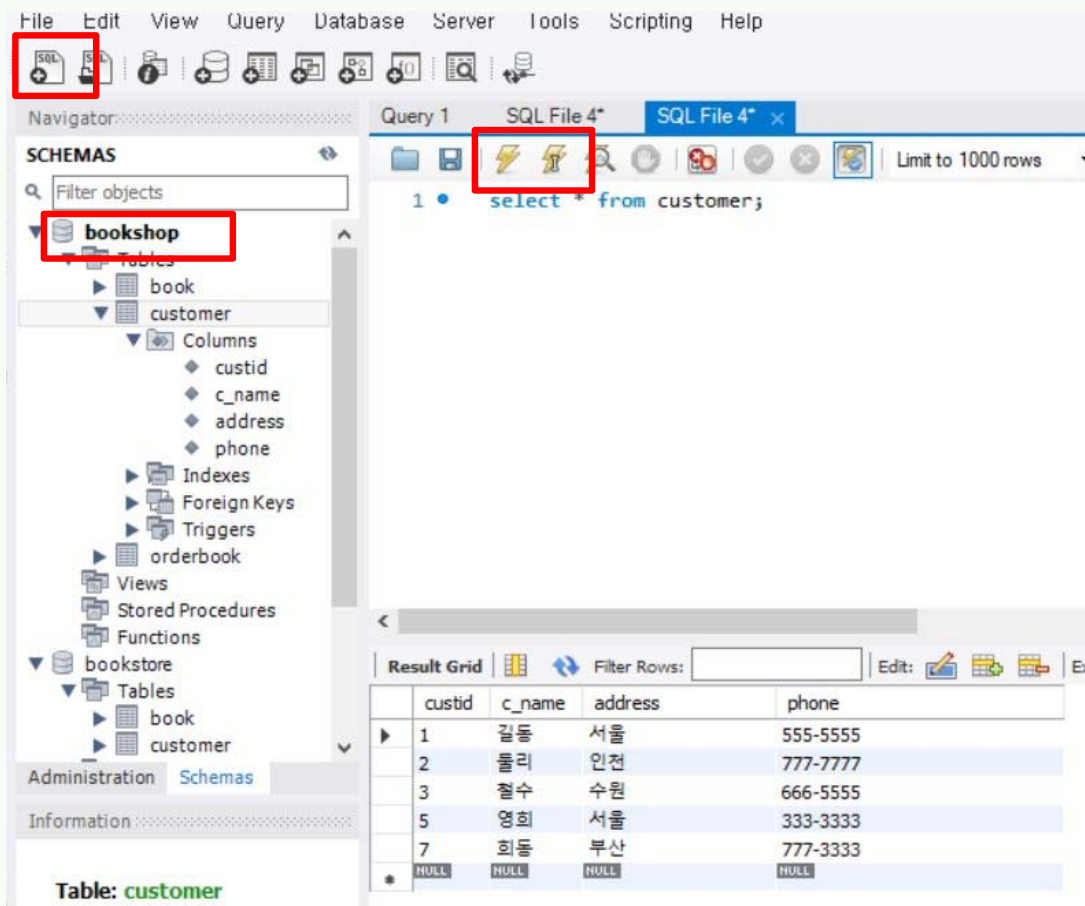 File Edit View Query Database Server Tools Scripting Help
Navigator
SCHEMAS
Filter objects
bookshop
Tables
book
customer
Columns
custid
c_name
address
phone
Indexes
Foreign Keys
Triggers
orderbook
Views
Stored Procedures
Functions
bookstore
Tables
book
customer
Administration Schemas
Information
Table: customer
Query 1 SQL File 4* SQL File 4*
Limit to 1000 rows
1 select * from customer;
Result Grid Filter Rows: Edit:
custid c_name address phone
1 길동 서울 555-5555
2 둘리 인천 777-7777
3 철수 수원 666-5555
5 영희 서울 333-3333
7 희동 부산 777-3333
NULL NULL NULL NULL